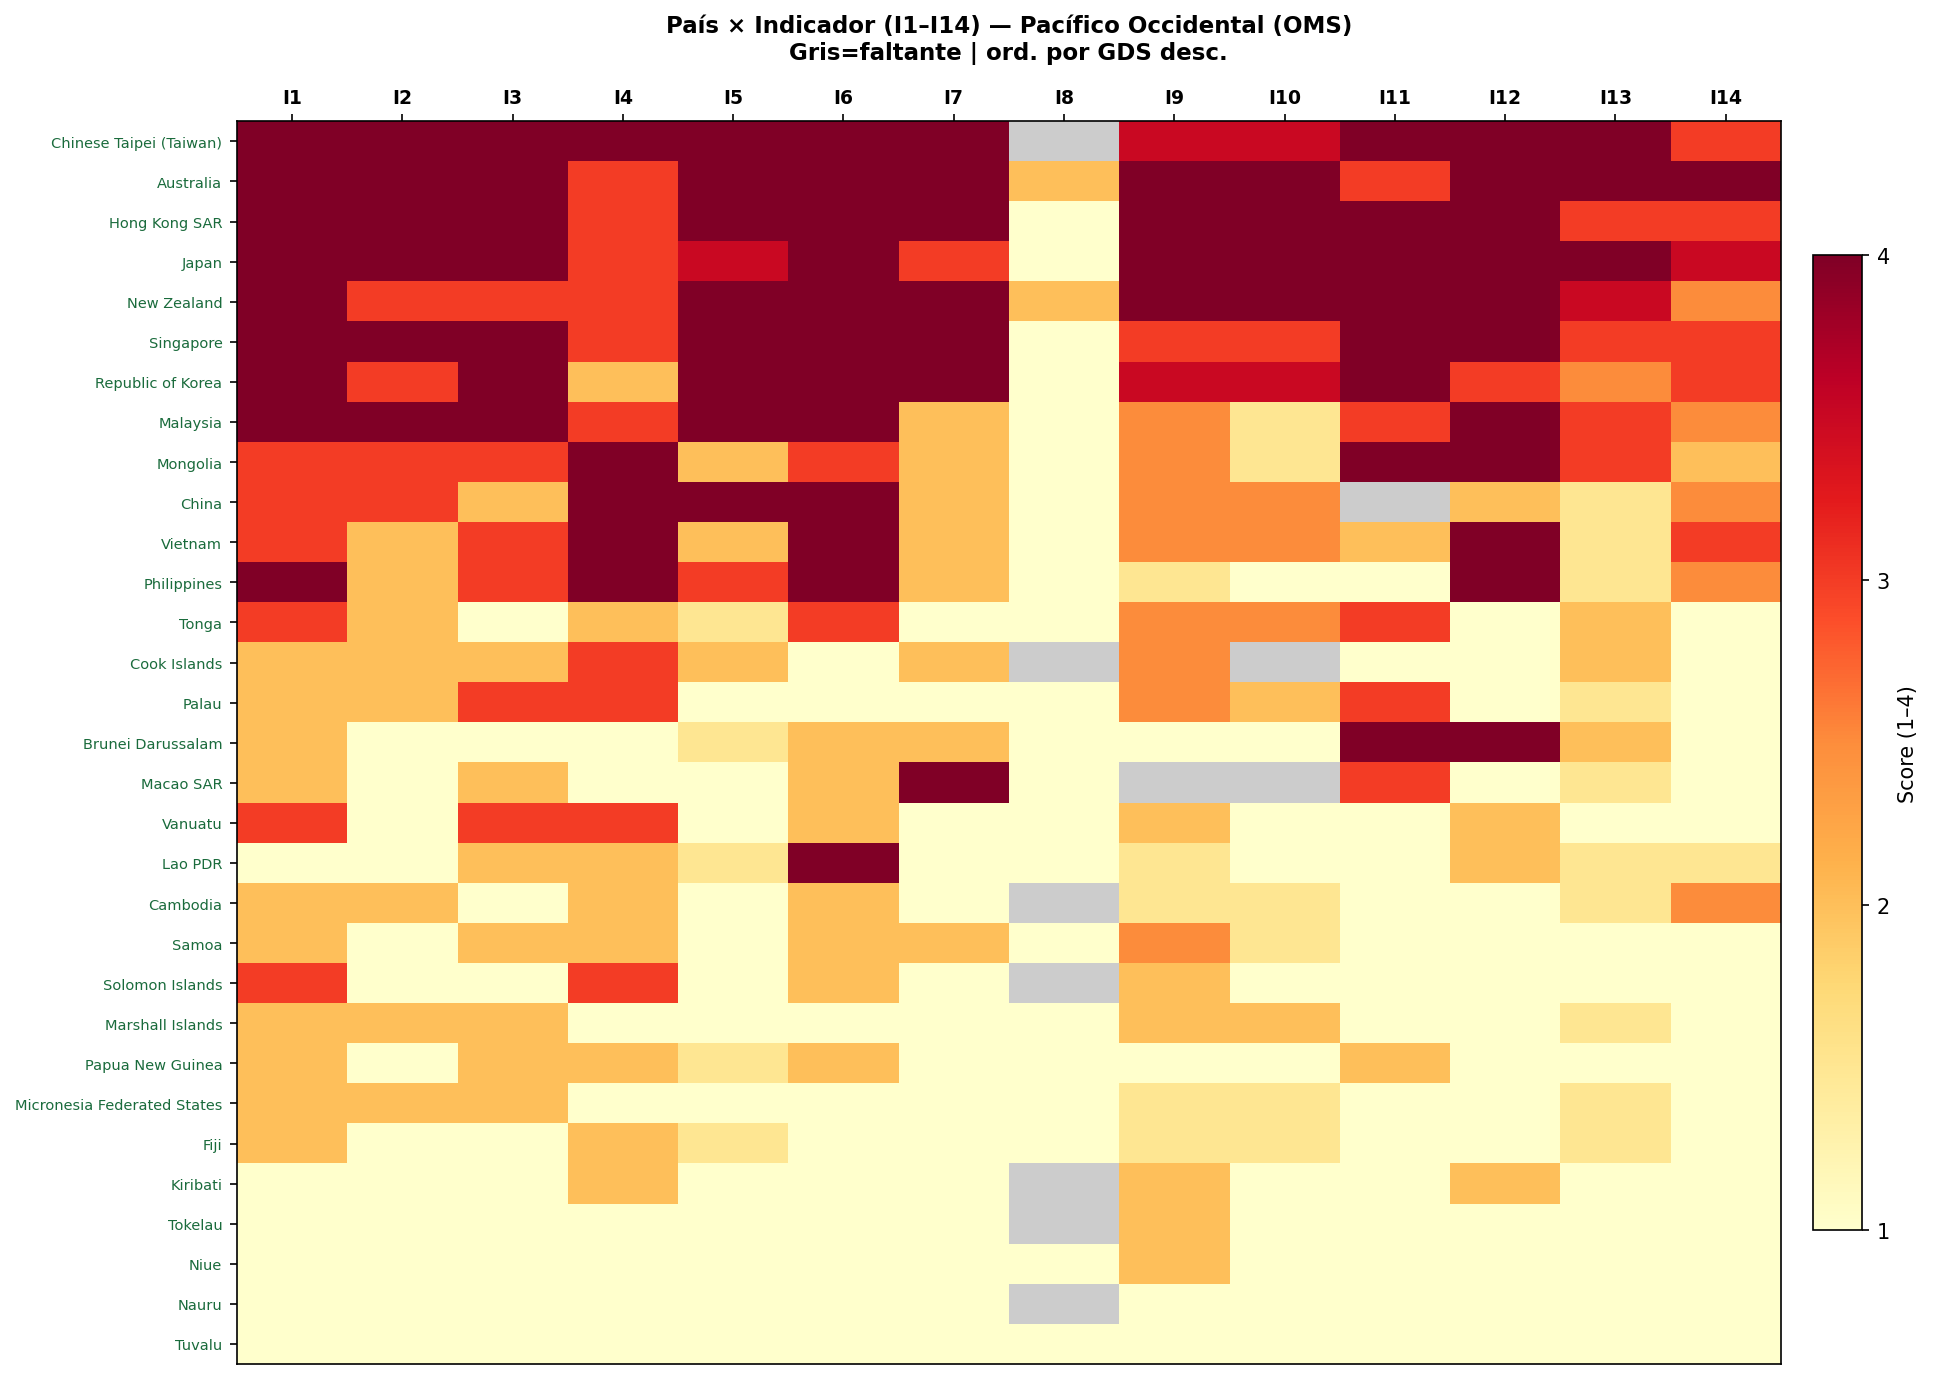 País × Indicador (I1–I14) — Pacífico Occidental (OMS)
Gris=faltante | ord. por GDS desc.
I1 I2 I3 I4 I5 I6 I7 I8 I9 I10 I11 I12 I13 I14
Chinese Taipei (Taiwan)
Australia
Hong Kong SAR
Japan
New Zealand
Singapore
Republic of Korea
Malaysia
Mongolia
China
Vietnam
Philippines
Tonga
Cook Islands
Palau
Brunei Darussalam
Macao SAR
Vanuatu
Lao PDR
Cambodia
Samoa
Solomon Islands
Marshall Islands
Papua New Guinea
Micronesia Federated States
Fiji
Kiribati
Tokelau
Niue
Nauru
Tuvalu
4
3
2
1
Score (1–4)